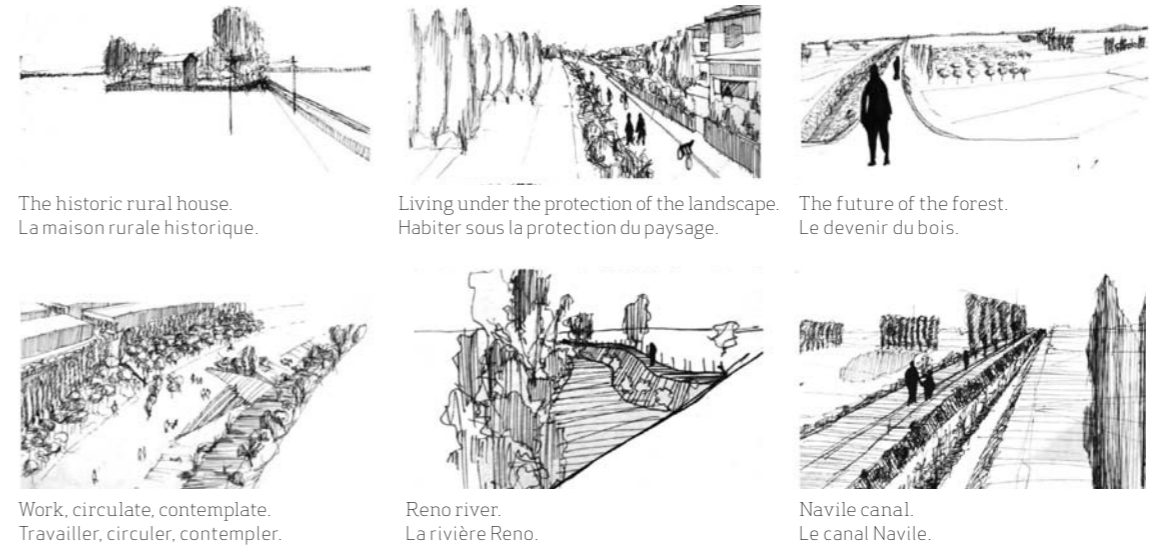 The historic rural house.
La maison rurale historique.
Living under the protection of the landscape.
Habiter sous la protection du paysage.
The future of the forest.
Le devenir du bois.
Work, circulate, contemplate.
Travailler, circuler, contempler.
Reno river.
La rivière Reno.
Navile canal.
Le canal Navile.